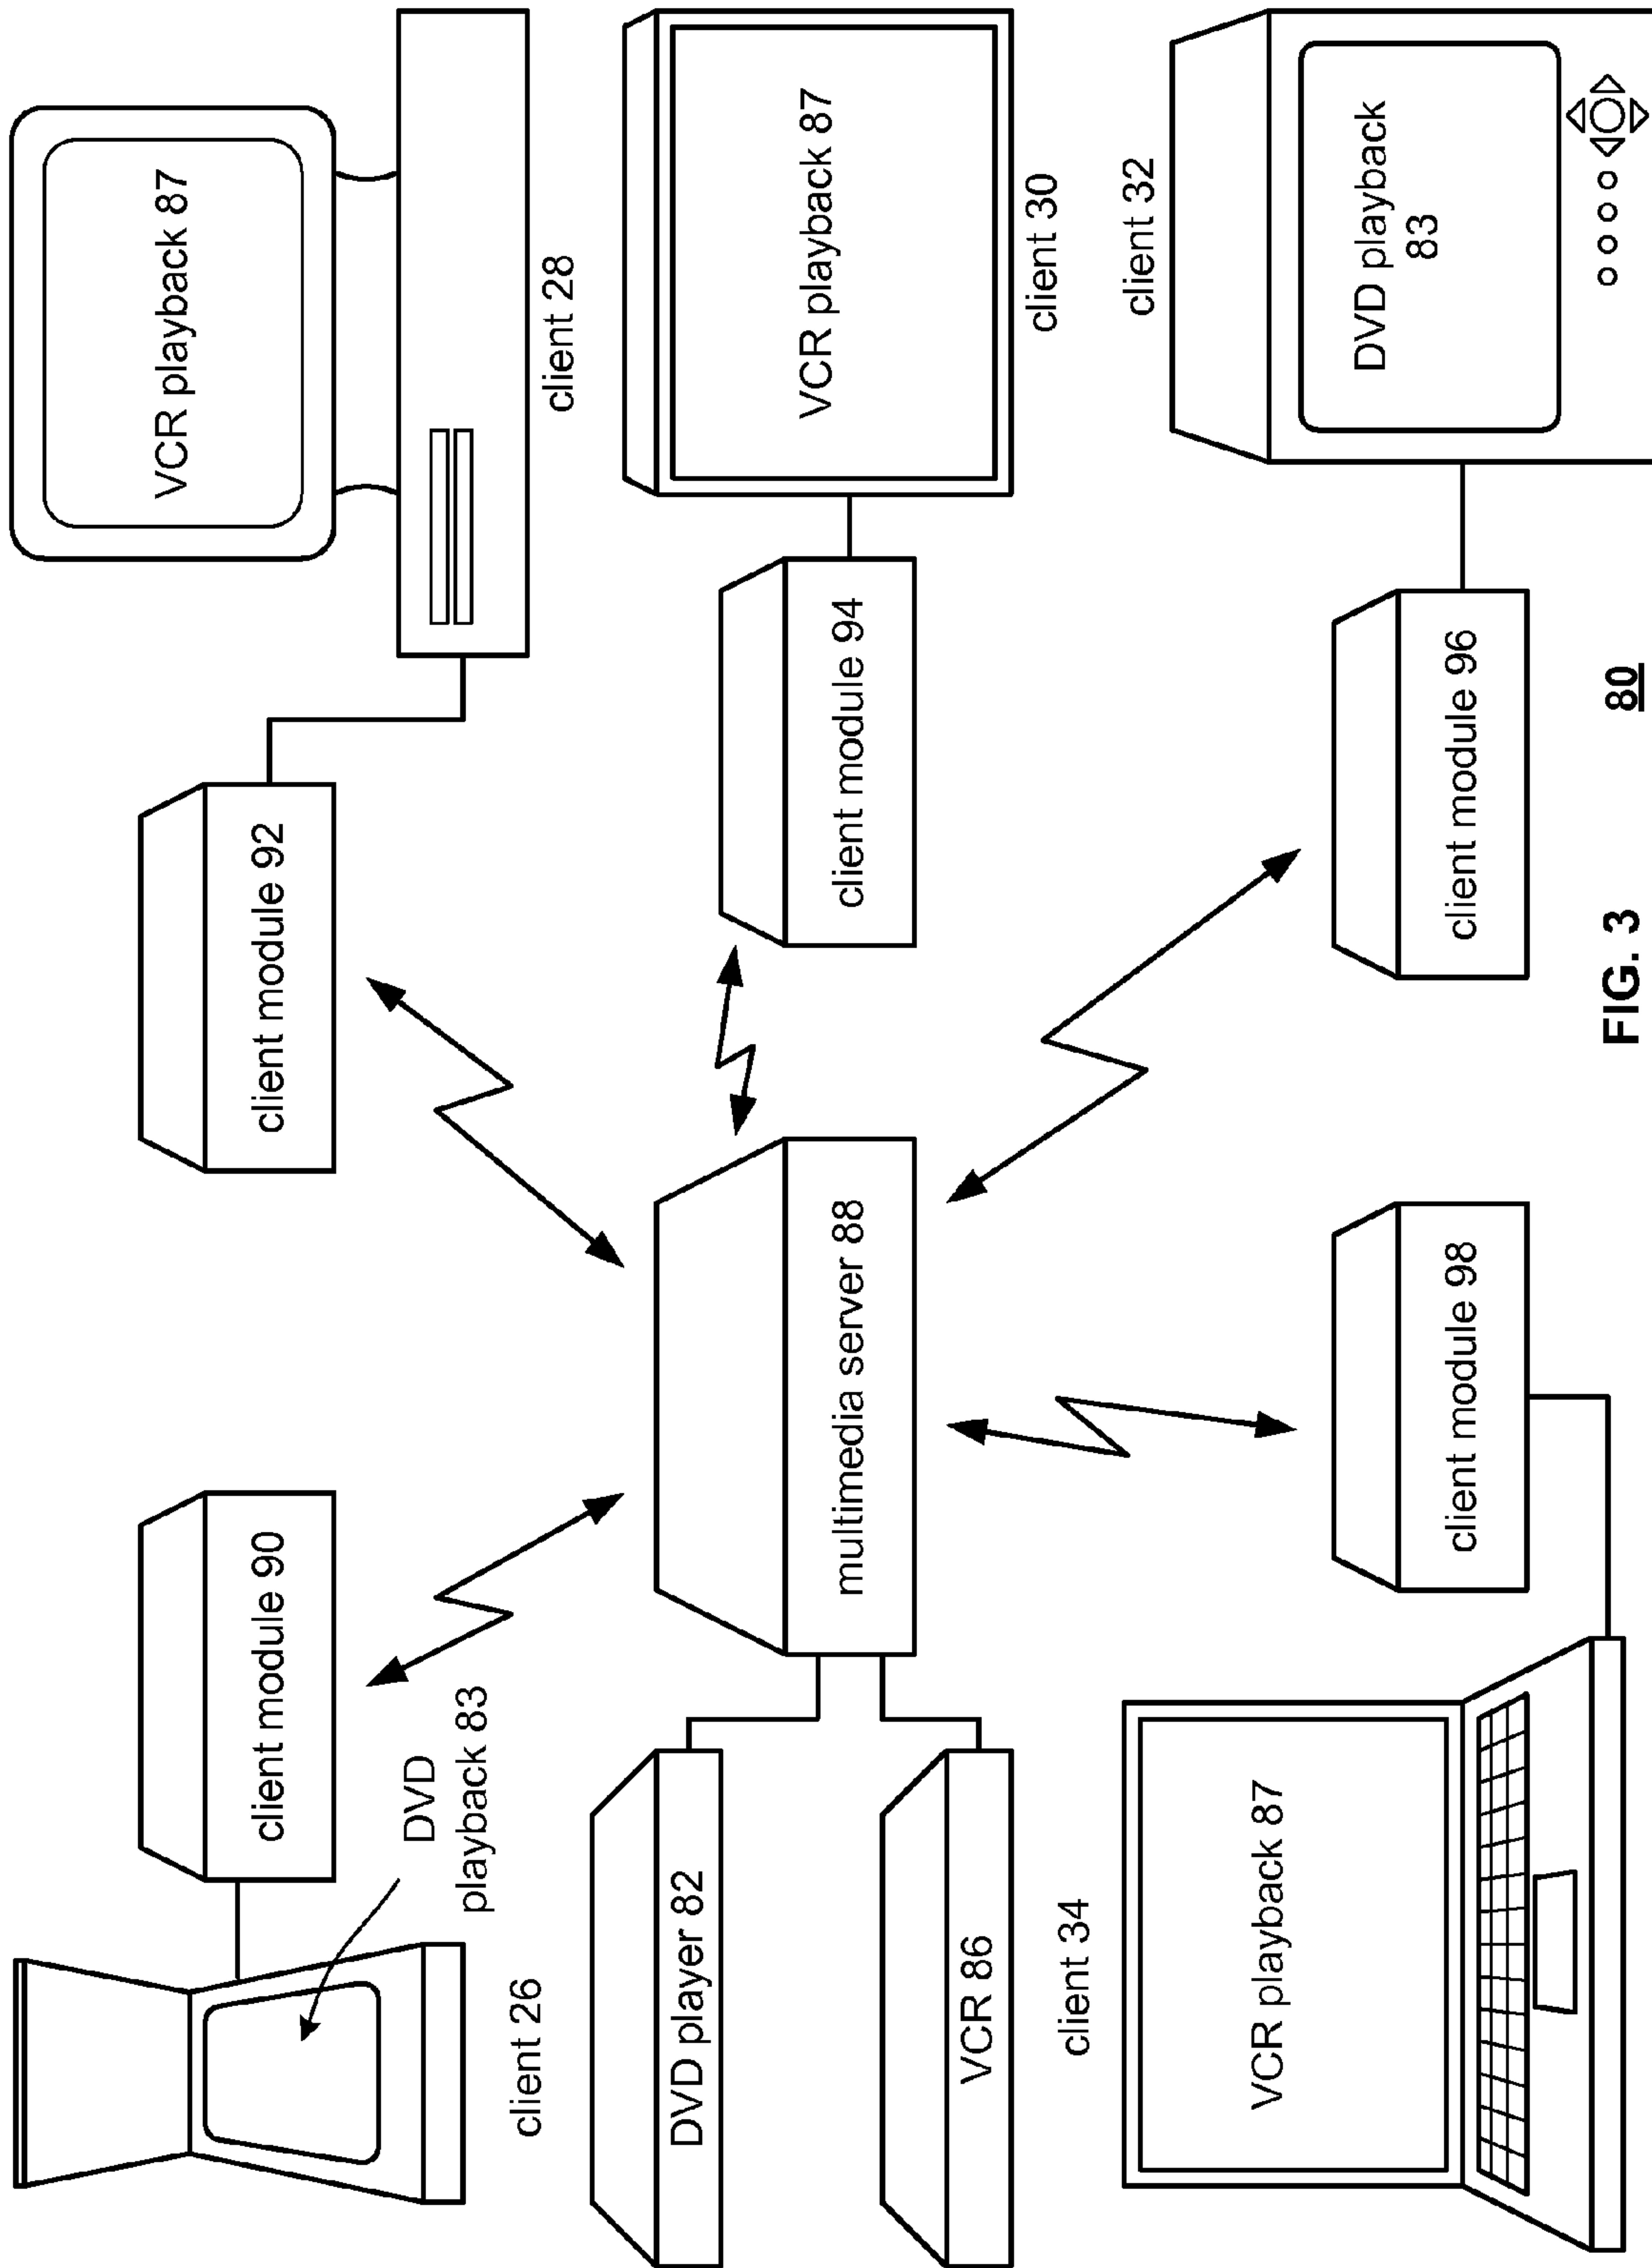 client module 90
client module 92
VCR playback 87
DVD
playback 83
client 26
client 28
DVD player 82
multimedia server 88
client module 94
VCR playback 87
VCR 86
client 30
client 34
client 32
VCR playback 87
client module 98
client module 96
DVD playback
83
FIG. 3
80